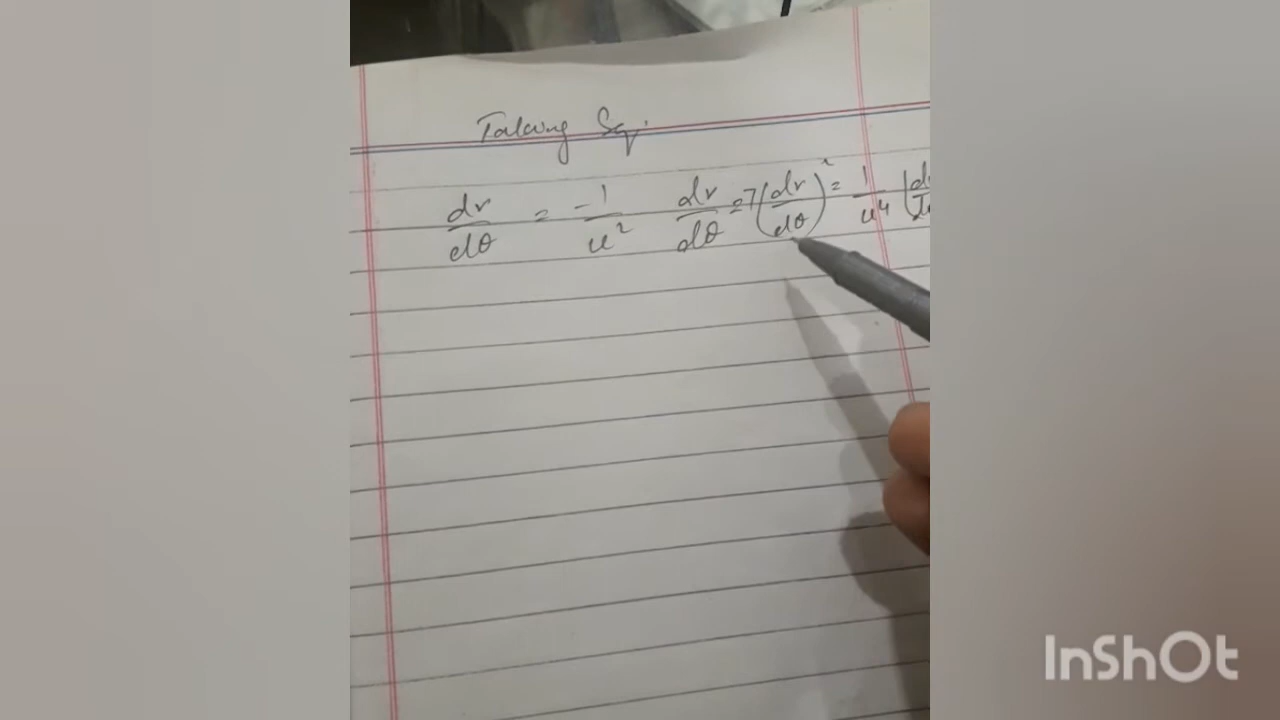 Taking Sq.
dr/dθ = -1/u² dr/dθ => (dr/dθ)² = 1/u⁴ (d
InShOt